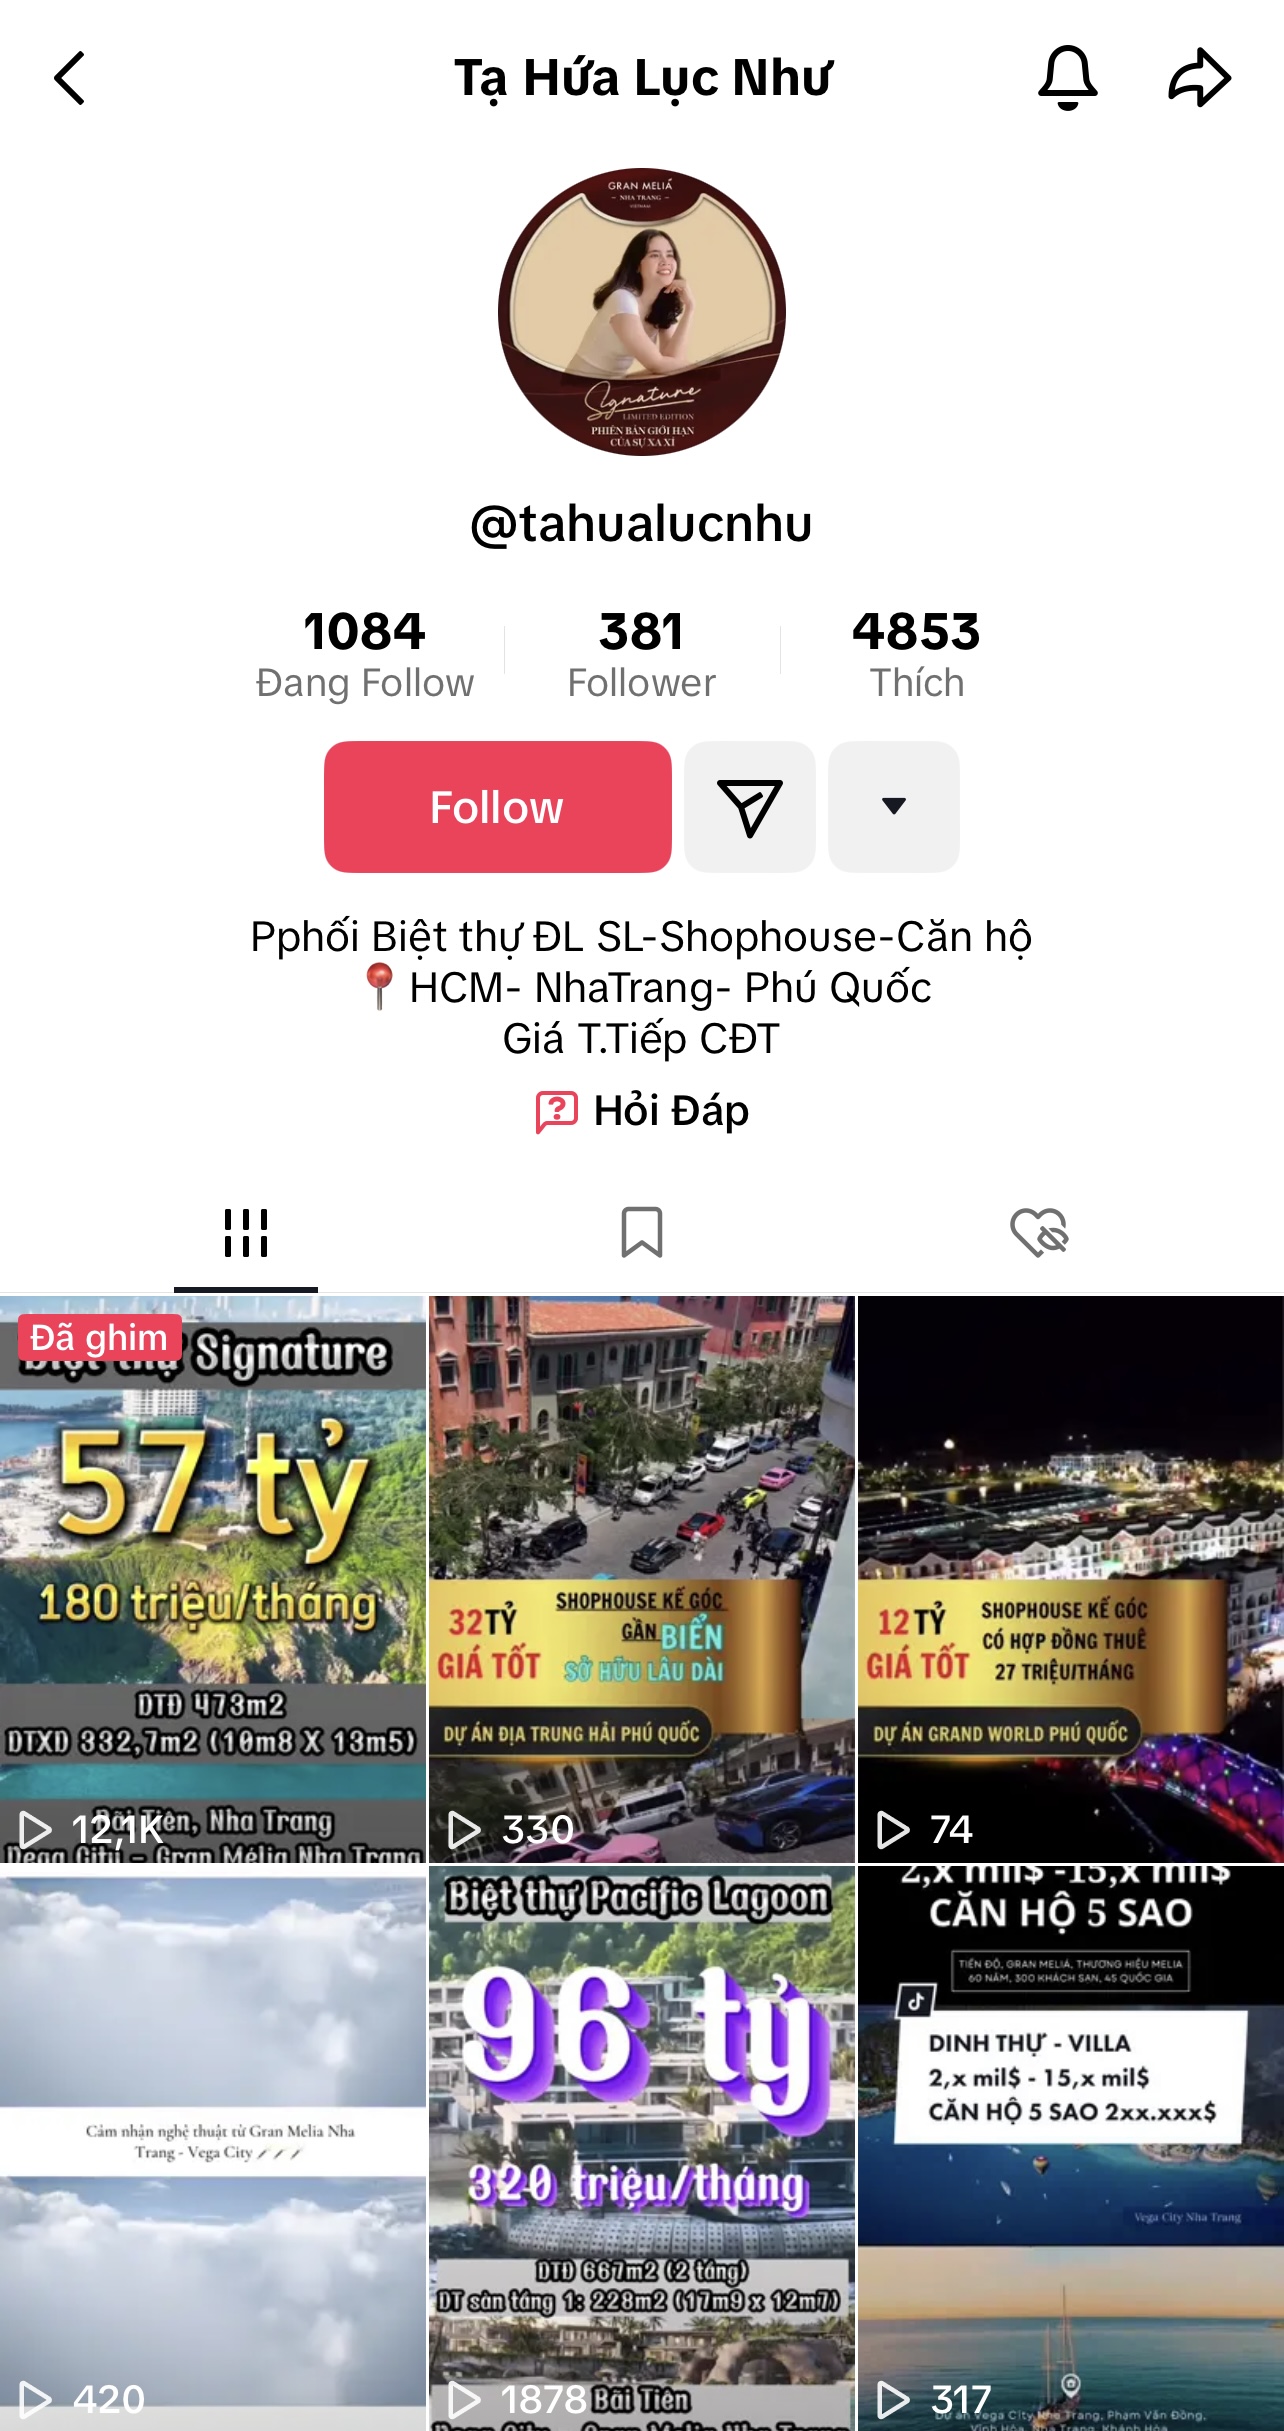 Tạ Hứa Lục Như
GRAN MELIÁ
NHA TRANG
VIETNAM
Signature
LIMITED EDITION
PHIÊN BẢN GIỚI HẠN
CỦA SỰ XA XỈ
@tahualucnhu
1084
Đang Follow
381
Follower
4853
Thích
Follow
Pphối Biệt thự ĐL SL-Shophouse-Căn hộ
📍HCM- NhaTrang- Phú Quốc
Giá T.Tiếp CĐT
Hỏi Đáp
Đã ghim
Signature
57 tỷ
180 triệu/tháng
DTĐ 473m2
DTXD 332,7m2 (10m8 X 13m5)
Bãi Tiên, Nha Trang
12,1K
Gran Mélia Nha Trang
SHOPHOUSE KẾ GÓC
32 TỶ
GẦN BIỂN
GIÁ TỐT
SỞ HỮU LÂU DÀI
DỰ ÁN ĐỊA TRUNG HẢI PHÚ QUỐC
330
12 TỶ
SHOPHOUSE KẾ GÓC
CÓ HỢP ĐỒNG THUÊ
GIÁ TỐT
27 TRIỆU/THÁNG
DỰ ÁN GRAND WORLD PHÚ QUỐC
74
Cảm nhận nghệ thuật từ Gran Melia Nha
Trang - Vega City
420
Biệt thự Pacific Lagoon
96 tỷ
320 triệu/tháng
DTĐ 667m2 (2 tầng)
DT sàn tầng 1: 228m2 (17m9 x 12m7)
1878
Bãi Tiên
2,x mil$ -15,x mil$
CĂN HỘ 5 SAO
TIẾN ĐỘ, GRAN MELIÁ, THƯƠNG HIỆU MELIA
60 NĂM, 300 KHÁCH SẠN, 45 QUỐC GIA
DINH THỰ - VILLA
2,x mil$ - 15,x mil$
CĂN HỘ 5 SAO 2xx.xxx$
Vega City Nha Trang
317
Dự án Vega City Nha Trang, Phạm Văn Đồng,
Vĩnh Hòa, Nha Trang, Khánh Hòa